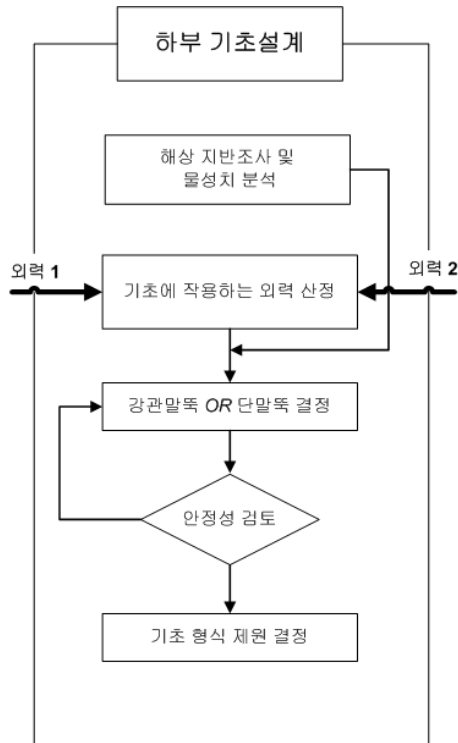 하부 기초설계
해상 지반조사 및
물성치 분석
외력 1
외력 2
기초에 작용하는 외력 산정
강관말뚝 OR 단말뚝 결정
안정성 검토
기초 형식 제원 결정